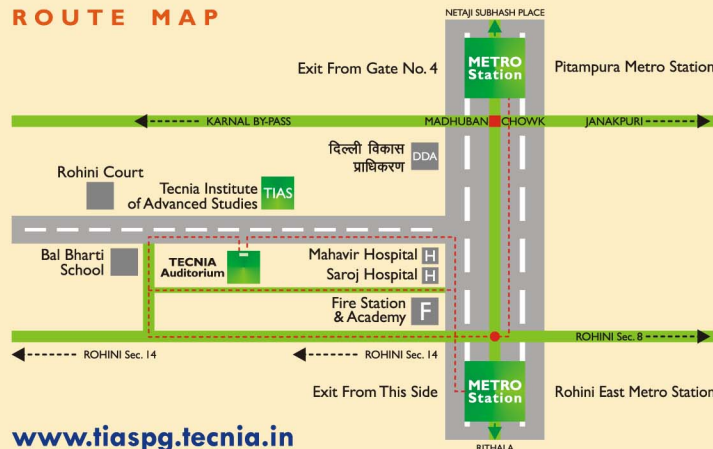 ROUTE MAP
NETAJI SUBHASH PLACE
Exit From Gate No. 4
METRO
Station
Pitampura Metro Station
KARNAL BY-PASS
MADHUBAN CHOWK
JANAKPURI
दिल्ली विकास
प्राधिकरण
DDA
Rohini Court
Tecnia Institute
of Advanced Studies
TIAS
Bal Bharti
School
TECNIA
Auditorium
Mahavir Hospital H
Saroj Hospital H
Fire Station
& Academy
F
ROHINI Sec. 8
ROHINI Sec. 14
ROHINI Sec. 14
Exit From This Side
METRO
Station
Rohini East Metro Station
www.tiaspg.tecnia.in
RITHALA